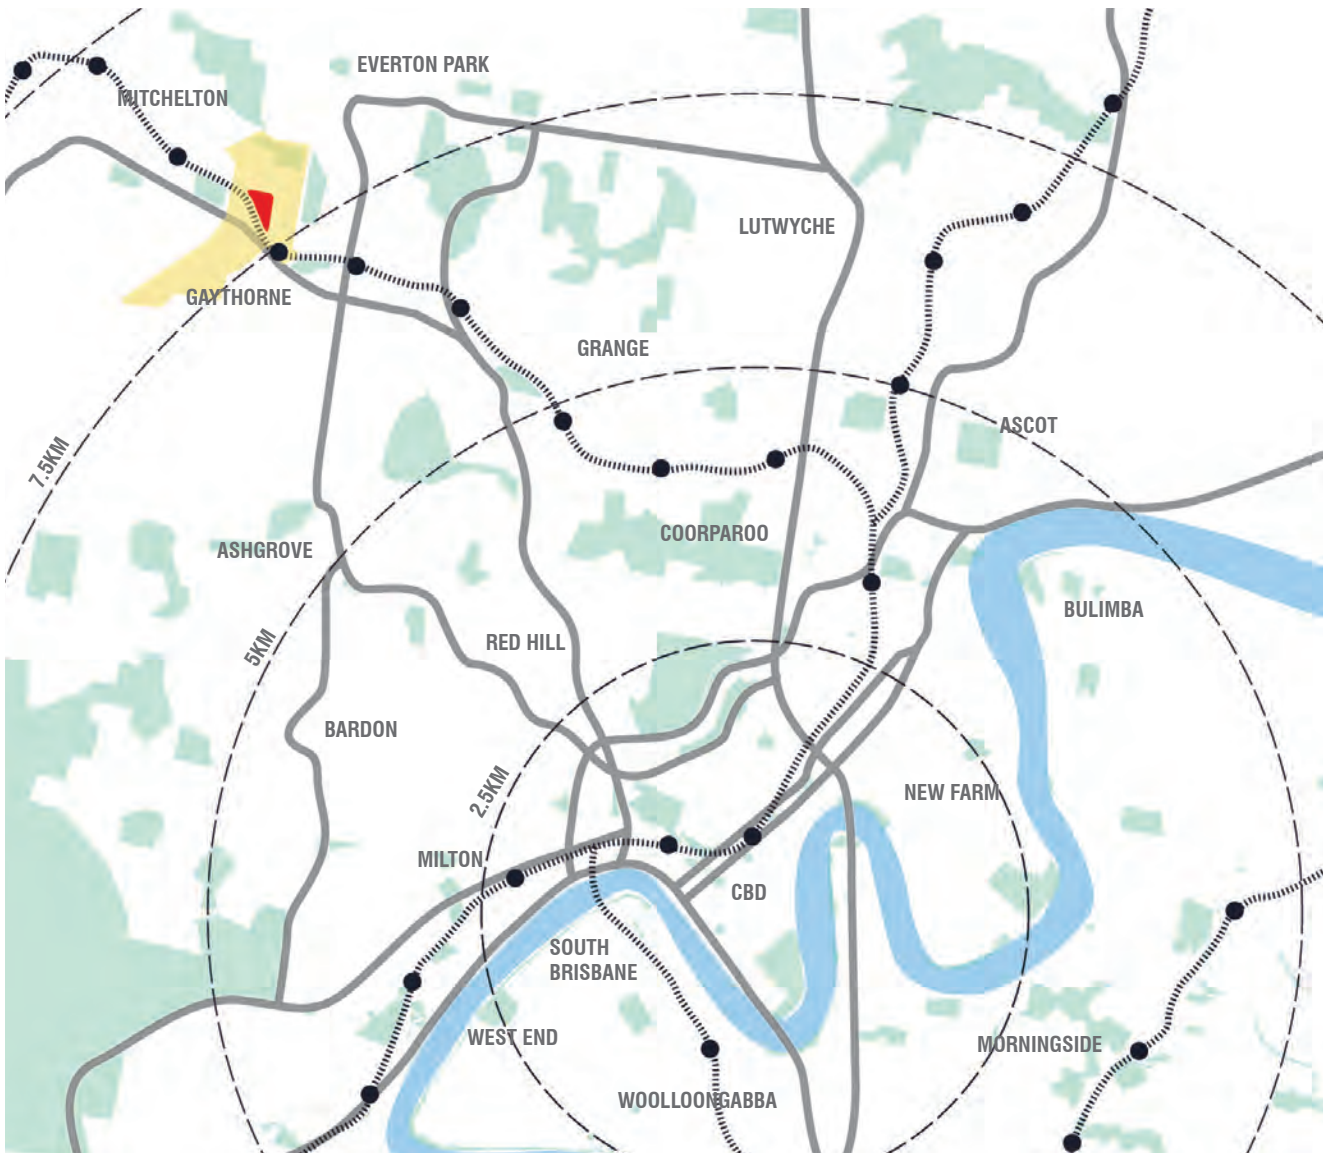 EVERTON PARK
MITCHELTON
LUTWYCHE
GAYTHORNE
GRANGE
ASCOT
7.5KM
COORPAROO
ASHGROVE
BULIMBA
5KM
RED HILL
BARDON
2.5KM
NEW FARM
MILTON
CBD
SOUTH
BRISBANE
WEST END
MORNINGSIDE
WOOLLOONGABBA